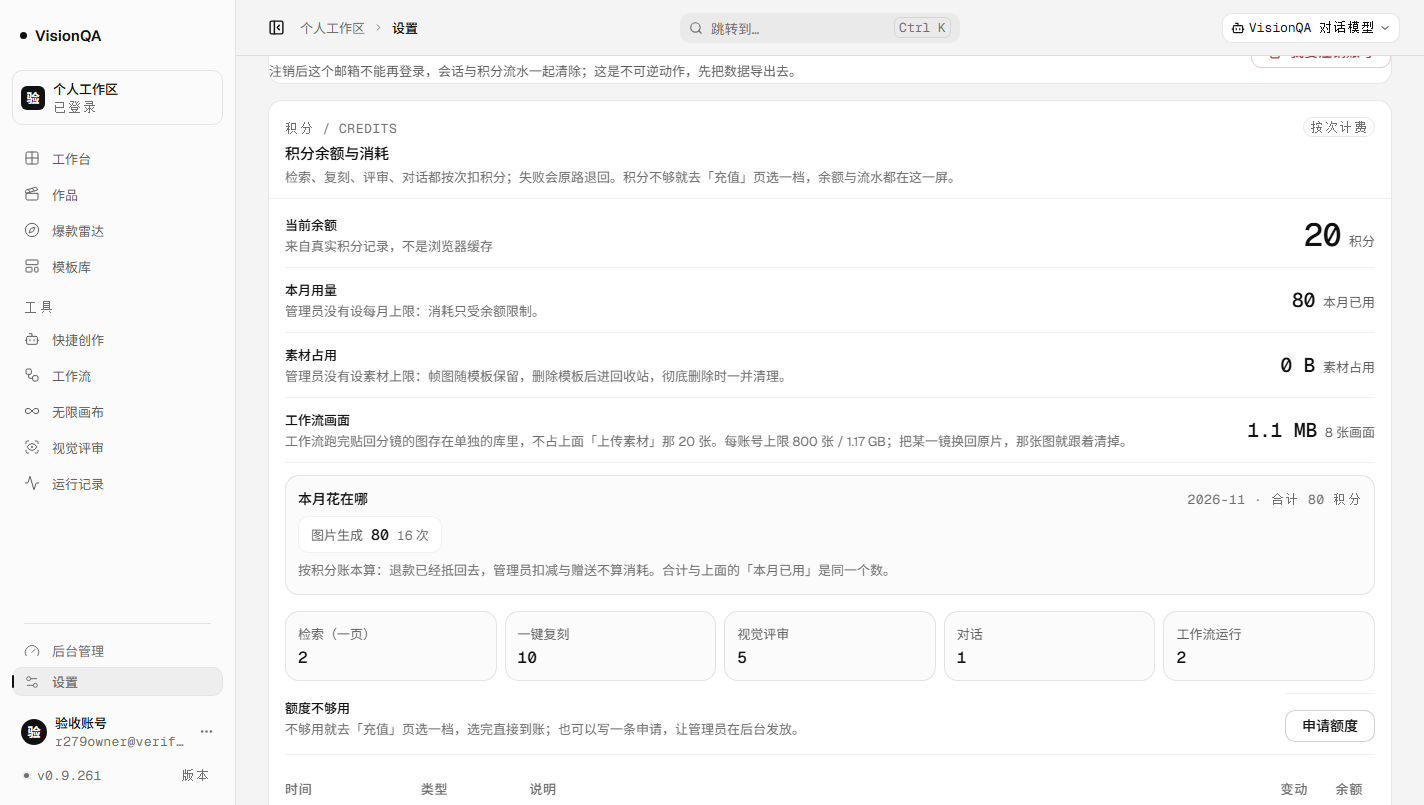 VisionQA
验
个人工作区
已登录
工作台
作品
爆款雷达
模板库
工具
快捷创作
工作流
无限画布
视觉评审
运行记录
后台管理
设置
验
验收账号
r279owner@verif…
v0.9.261
版本
个人工作区
设置
跳转到…
Ctrl K
VisionQA 对话模型
注销后这个邮箱不能再登录，会话与积分流水一起清除；这是不可逆动作，先把数据导出去。
积分 / CREDITS
按次计费
积分余额与消耗
检索、复刻、评审、对话都按次扣积分；失败会原路退回。积分不够就去「充值」页选一档，余额与流水都在这一屏。
当前余额
来自真实积分记录，不是浏览器缓存
20 积分
本月用量
管理员没有设每月上限：消耗只受余额限制。
80 本月已用
素材占用
管理员没有设素材上限：帧图随模板保留，删除模板后进回收站，彻底删除时一并清理。
0 B 素材占用
工作流画面
工作流跑完贴回分镜的图存在单独的库里，不占上面「上传素材」那 20 张。每账号上限 800 张 / 1.17 GB；把某一镜换回原片，那张图就跟着清掉。
1.1 MB 8 张画面
本月花在哪
2026-11 · 合计 80 积分
图片生成 80 16 次
按积分账本算：退款已经抵回去，管理员扣减与赠送不算消耗。合计与上面的「本月已用」是同一个数。
检索（一页）
2
一键复刻
10
视觉评审
5
对话
1
工作流运行
2
额度不够用
不够用就去「充值」页选一档，选完直接到账；也可以写一条申请，让管理员在后台发放。
申请额度
时间 类型 说明 变动 余额